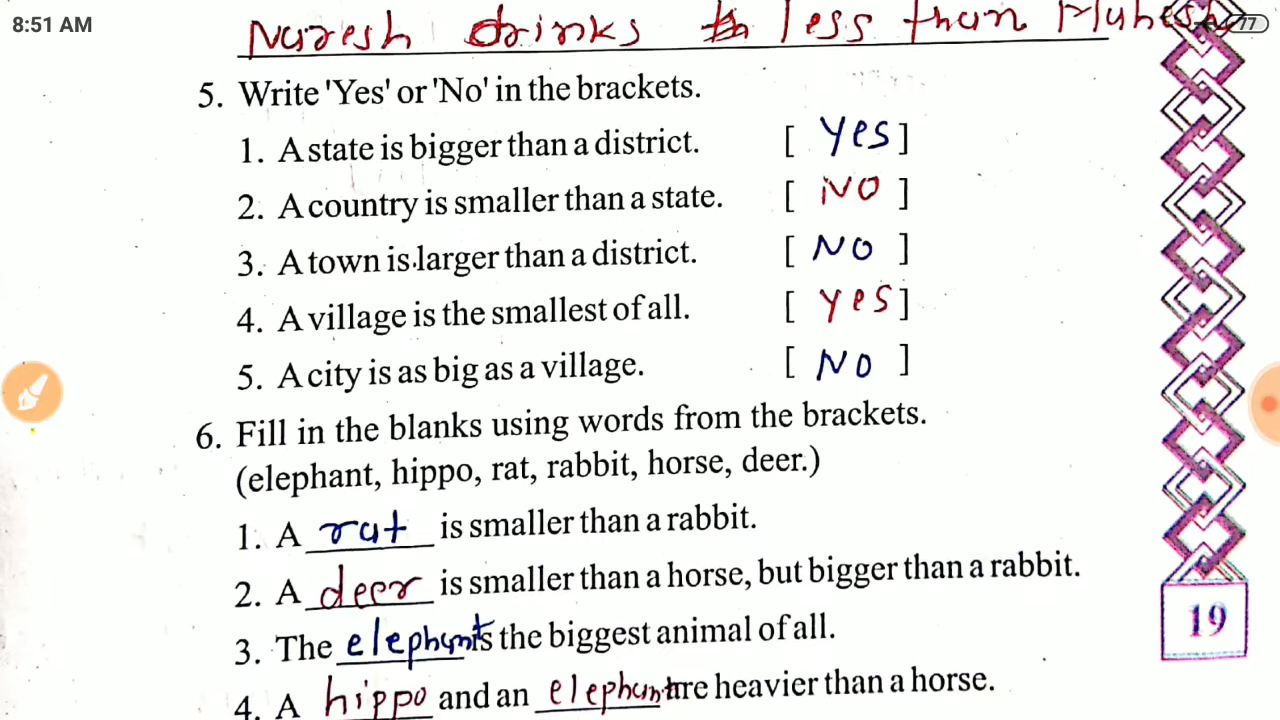 8:51 AM
77
Naresh drinks less than Mahesh
5. Write 'Yes' or 'No' in the brackets.
1. A state is bigger than a district. [ Yes ]
2. A country is smaller than a state. [ NO ]
3. A town is larger than a district. [ NO ]
4. A village is the smallest of all. [ Yes ]
5. A city is as big as a village. [ NO ]
6. Fill in the blanks using words from the brackets.
(elephant, hippo, rat, rabbit, horse, deer.)
1. A rat is smaller than a rabbit.
2. A deer is smaller than a horse, but bigger than a rabbit.
3. The elephant is the biggest animal of all.
4. A hippo and an elephant are heavier than a horse.
19